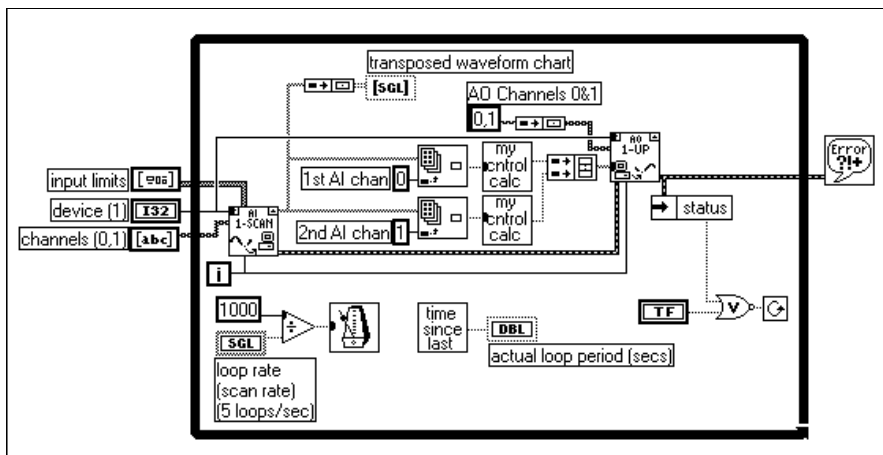 transposed waveform chart
[SGL]
AO Channels 0&1
0,1
AO
1-UP
Error
?!+
my
cntrol
calc
1st AI chan 0
input limits
device (1) I32
channels (0,1) [abc]
AI
1-SCAN
2nd AI chan 1
my
cntrol
calc
status
i
1000
÷
SGL
loop rate
(scan rate)
(5 loops/sec)
time
since
last
DBL
actual loop period (secs)
TF
V